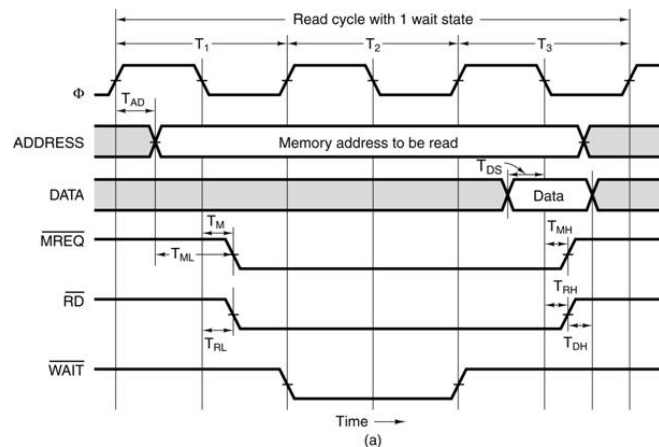 Read cycle with 1 wait state
T1 T2 T3
Φ
TAD
ADDRESS Memory address to be read
TDS
DATA Data
TM TMH
MREQ
TML
TRH
RD
TRL TDH
WAIT
Time
(a)